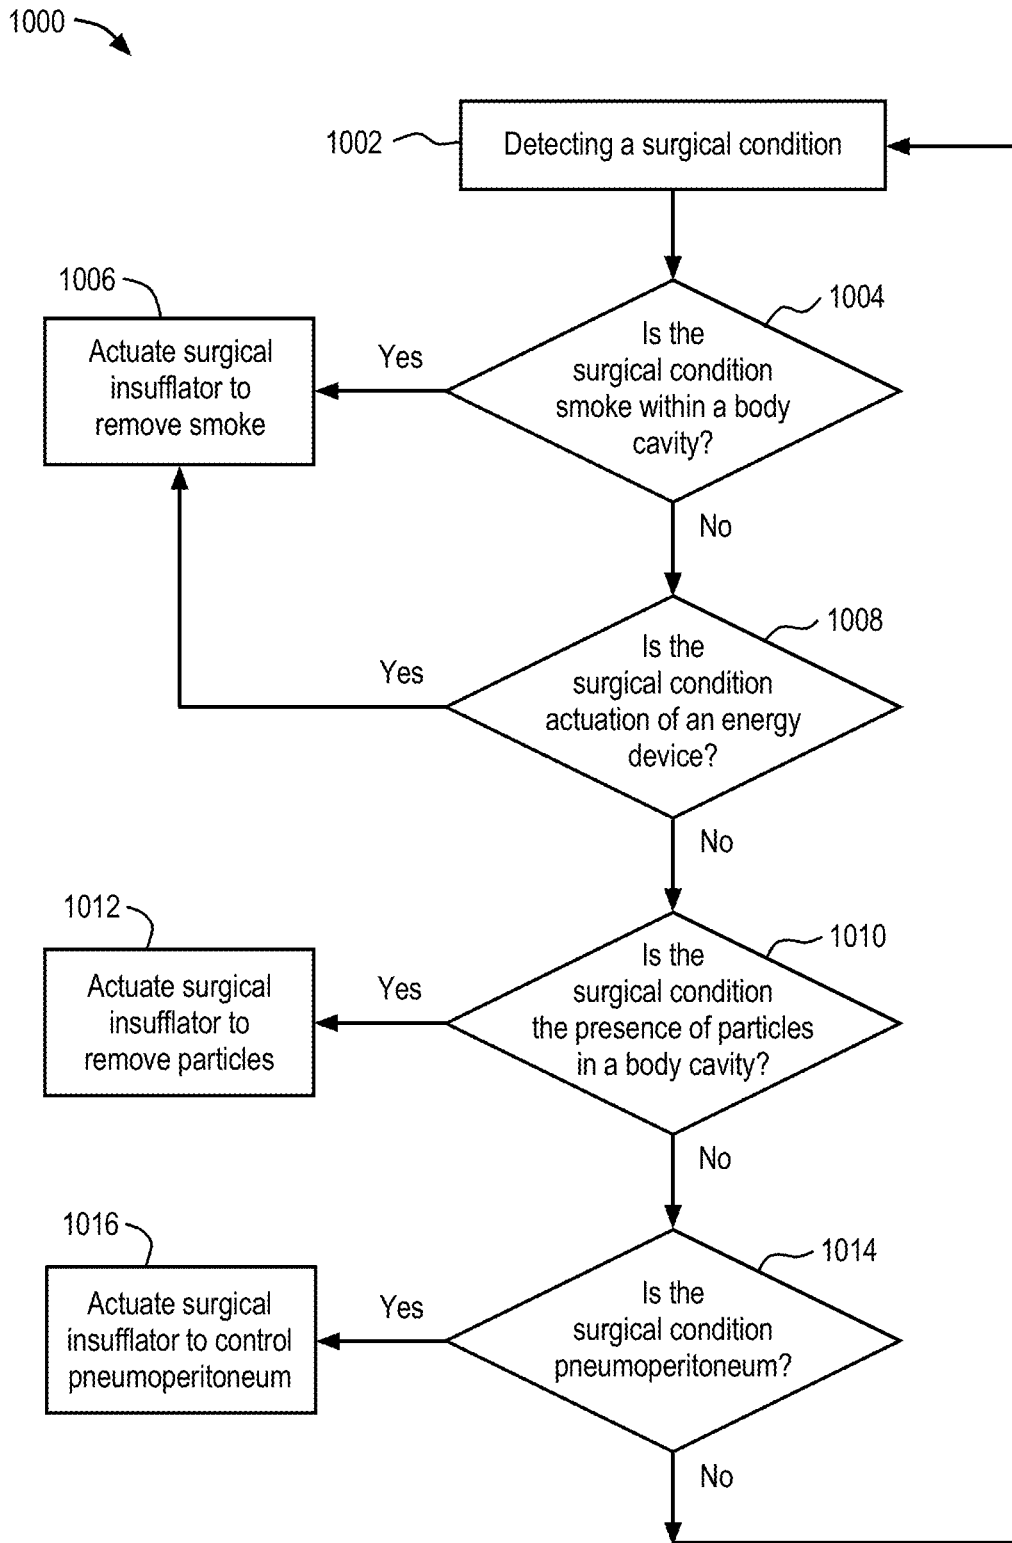 1000
1002
Detecting a surgical condition
1006
1004
Actuate surgical
insufflator to
remove smoke
Yes
Is the
surgical condition
smoke within a body
cavity?
No
1008
Yes
Is the
surgical condition
actuation of an energy
device?
No
1012
1010
Actuate surgical
insufflator to
remove particles
Yes
Is the
surgical condition
the presence of particles
in a body cavity?
No
1016
1014
Actuate surgical
insufflator to control
pneumoperitoneum
Yes
Is the
surgical condition
pneumoperitoneum?
No